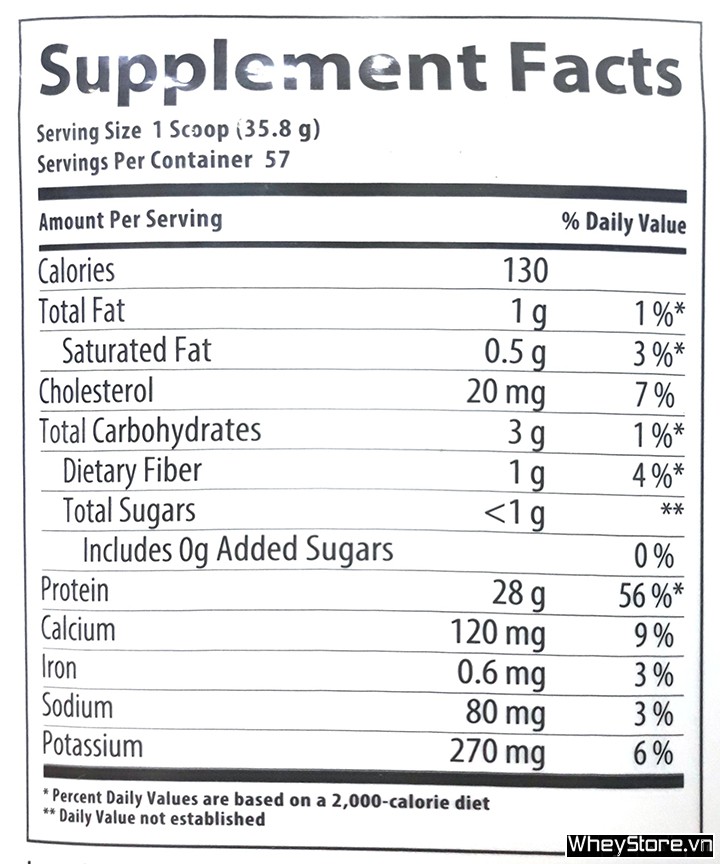 Supplement Facts
Serving Size 1 Scoop (35.8 g)
Servings Per Container 57
Amount Per Serving % Daily Value
Calories 130
Total Fat 1 g 1 %*
Saturated Fat 0.5 g 3 %*
Cholesterol 20 mg 7 %
Total Carbohydrates 3 g 1 %*
Dietary Fiber 1 g 4 %*
Total Sugars <1 g **
Includes 0g Added Sugars 0 %
Protein 28 g 56 %*
Calcium 120 mg 9 %
Iron 0.6 mg 3 %
Sodium 80 mg 3 %
Potassium 270 mg 6 %
* Percent Daily Values are based on a 2,000-calorie diet
** Daily Value not established
WheyStore.vn